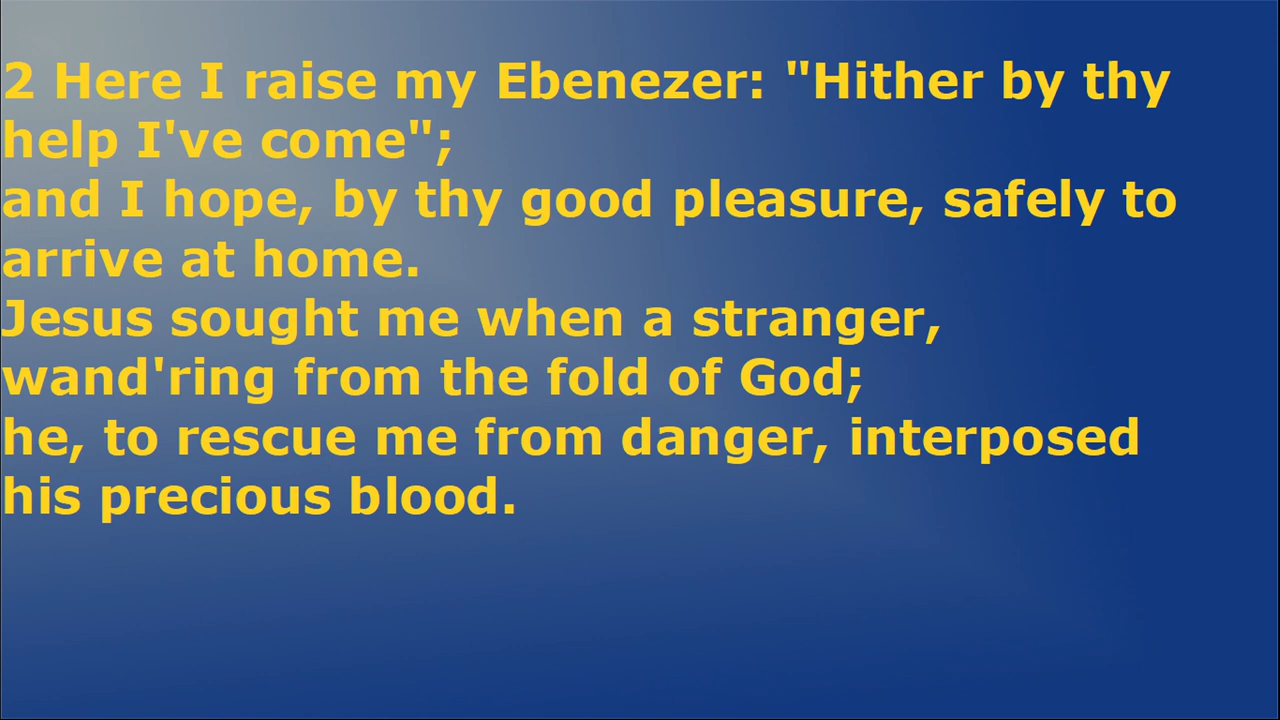 2 Here I raise my Ebenezer: "Hither by thy
help I've come";
and I hope, by thy good pleasure, safely to
arrive at home.
Jesus sought me when a stranger,
wand'ring from the fold of God;
he, to rescue me from danger, interposed
his precious blood.